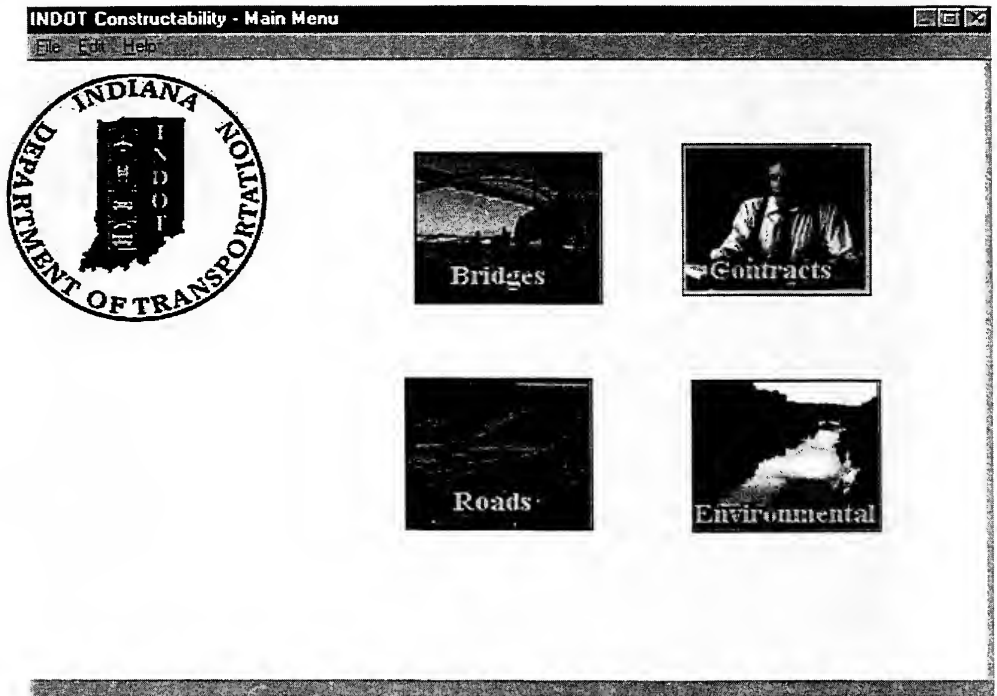 INDOT Constructability - Main Menu
File Edit Help
INDIANA
DEPARTMENT OF TRANSPORTATION
INDOT
Bridges
Contracts
Roads
Environmental